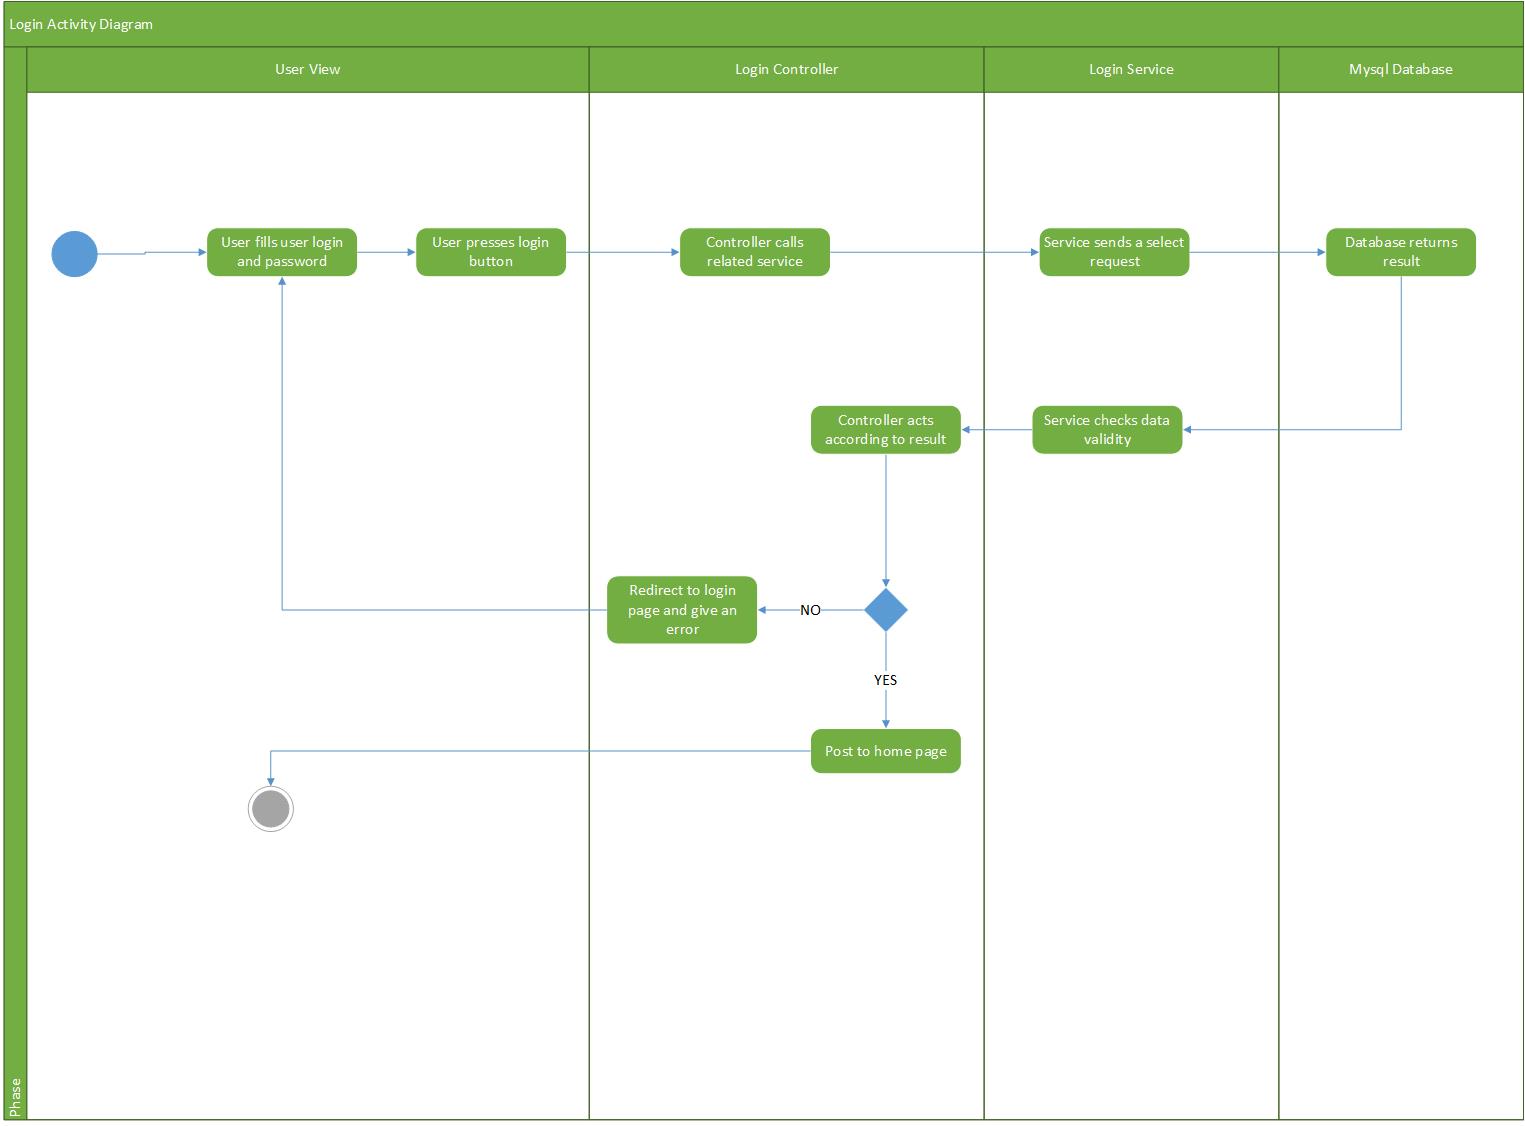 Login Activity Diagram
User View
Login Controller
Login Service
Mysql Database
User fills user login
and password
User presses login
button
Controller calls
related service
Service sends a select
request
Database returns
result
Controller acts
according to result
Service checks data
validity
Redirect to login
page and give an
error
NO
YES
Post to home page
Phase